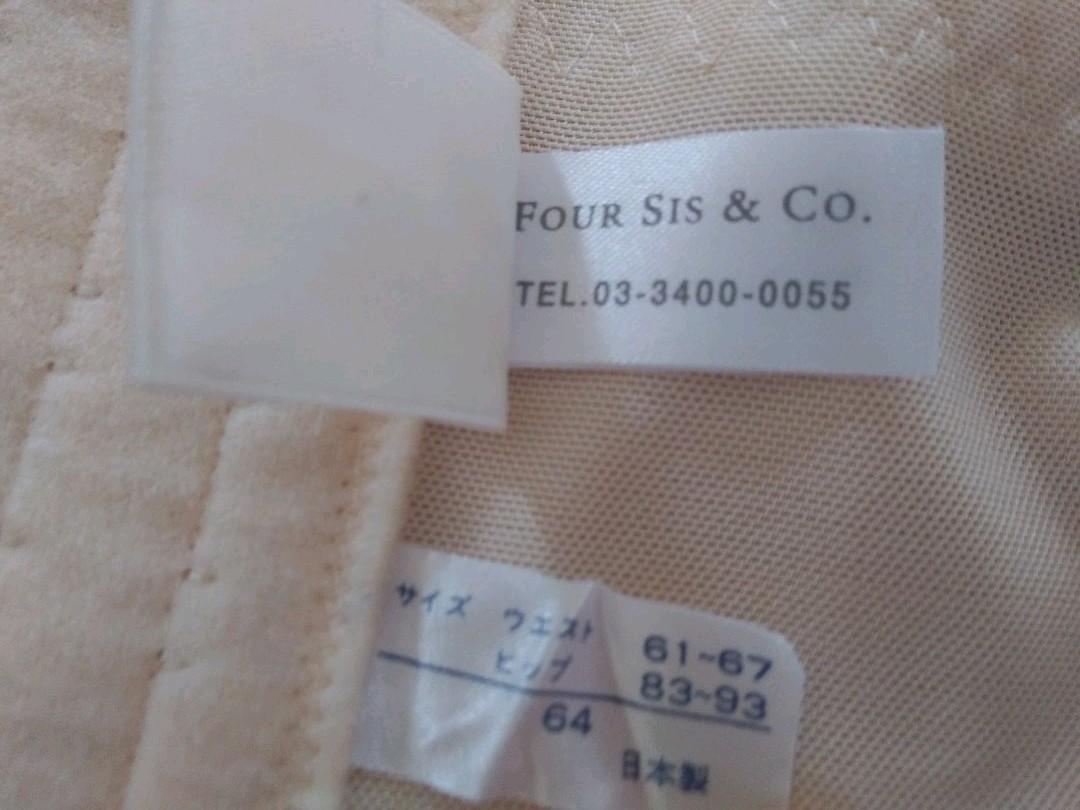 FOUR SIS & CO.
TEL.03-3400-0055
サイズ ウエスト 61~67
ヒップ 83~93
64
日本製